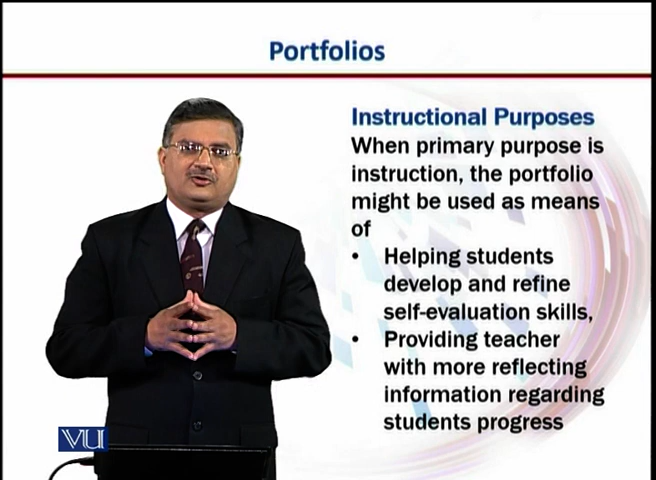 Portfolios
Instructional Purposes
When primary purpose is
instruction, the portfolio
might be used as means
of
• Helping students
develop and refine
self-evaluation skills,
• Providing teacher
with more reflecting
information regarding
students progress
VU